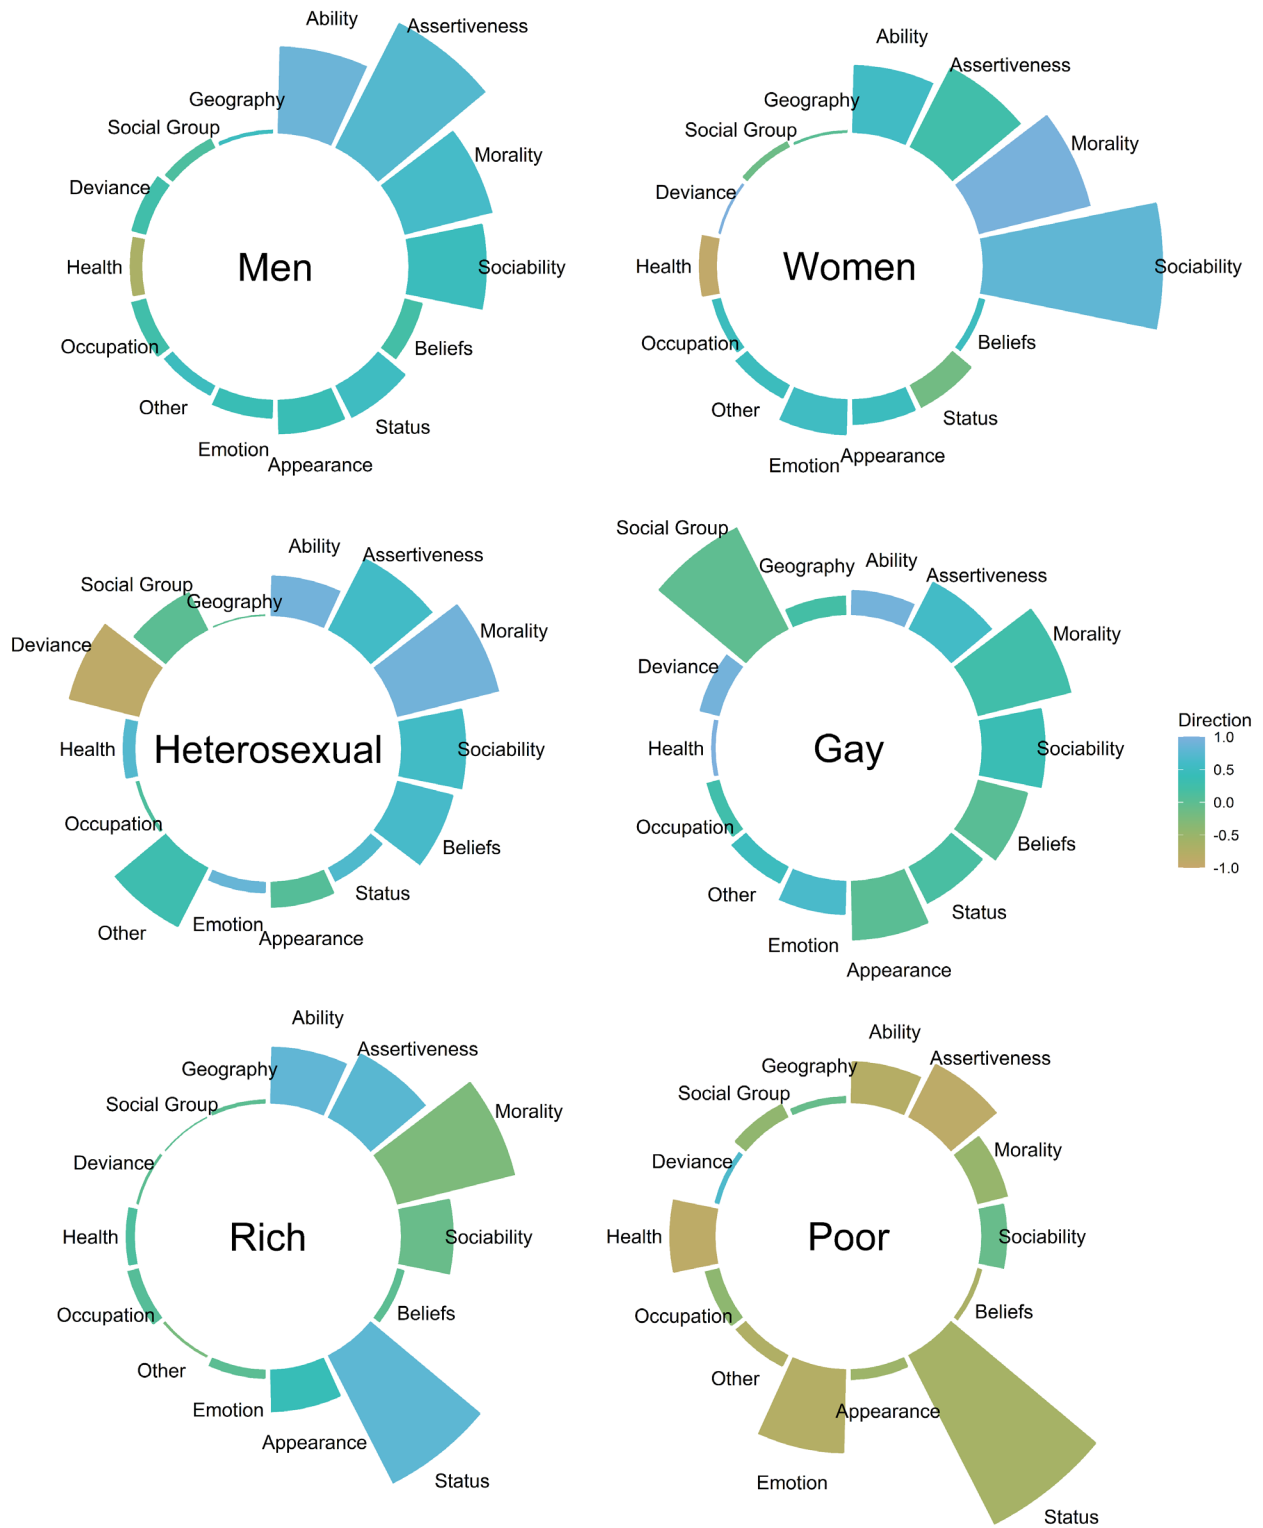 Ability
Assertiveness
Geography
Social Group
Morality
Deviance
Men
Health
Sociability
Occupation
Beliefs
Other
Status
Emotion
Appearance
Ability
Assertiveness
Geography
Social Group
Morality
Deviance
Women
Health
Sociability
Occupation
Beliefs
Other
Status
Emotion
Appearance
Ability
Assertiveness
Social Group
Geography
Morality
Deviance
Heterosexual
Health
Sociability
Occupation
Beliefs
Status
Other
Emotion
Appearance
Social Group
Geography
Ability
Assertiveness
Morality
Deviance
Gay
Health
Sociability
Occupation
Beliefs
Other
Status
Emotion
Appearance
Direction
1.0
0.5
0.0
-0.5
-1.0
Ability
Assertiveness
Geography
Social Group
Morality
Deviance
Rich
Health
Sociability
Occupation
Beliefs
Other
Emotion
Appearance
Status
Ability
Assertiveness
Geography
Social Group
Morality
Deviance
Poor
Health
Sociability
Occupation
Beliefs
Other
Appearance
Emotion
Status